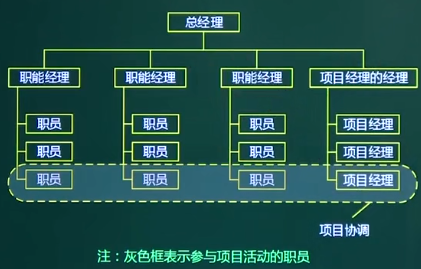 总经理
职能经理 职能经理 职能经理 项目经理的经理
职员 职员 职员 项目经理
职员 职员 职员 项目经理
职员 职员 职员 项目经理
项目协调
注：灰色框表示参与项目活动的职员